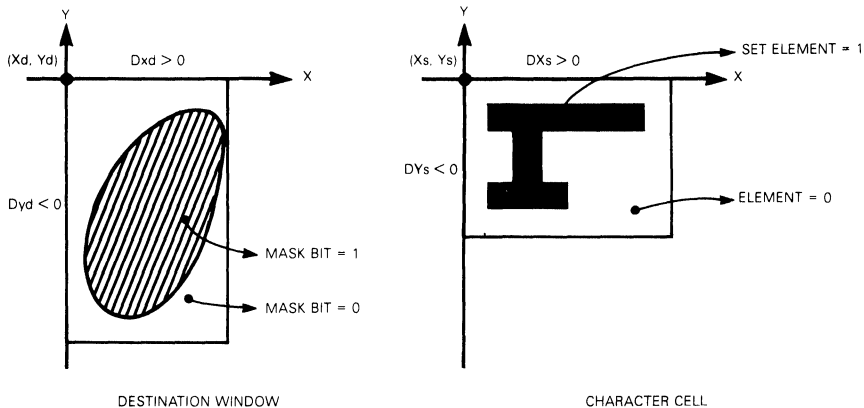 Y
(Xd, Yd)
Dxd > 0
X
Dyd < 0
MASK BIT = 1
MASK BIT = 0
DESTINATION WINDOW
Y
(Xs, Ys)
DXs > 0
X
SET ELEMENT = 1
DYs < 0
ELEMENT = 0
CHARACTER CELL